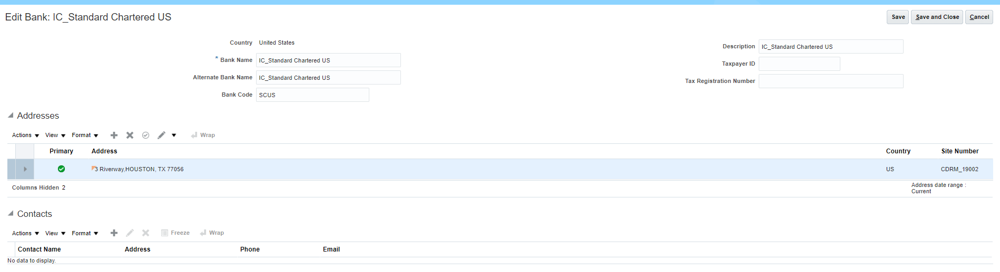 Edit Bank: IC_Standard Chartered US
Save Save and Close Cancel
Country United States
* Bank Name IC_Standard Chartered US
Alternate Bank Name IC_Standard Chartered US
Bank Code SCUS
Description IC_Standard Chartered US
Taxpayer ID
Tax Registration Number
Addresses
Actions View Format Wrap
Primary Address Country Site Number
3 Riverway,HOUSTON, TX 77056 US CDRM_19002
Columns Hidden 2
Address date range :
Current
Contacts
Actions View Format Freeze Wrap
Contact Name Address Phone Email
No data to display.